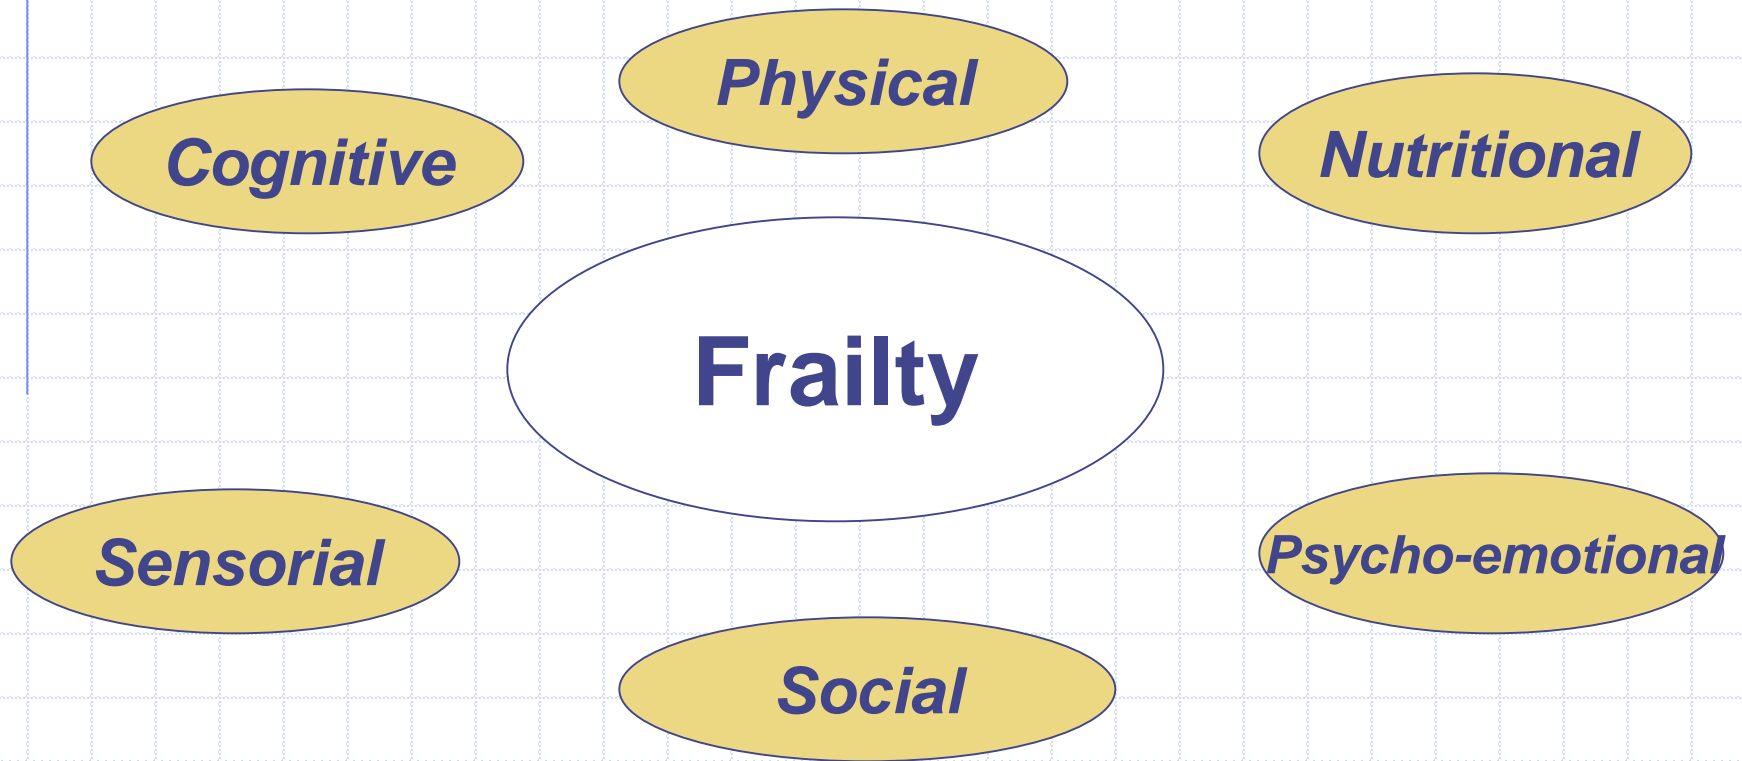 Physical
Cognitive
Nutritional
Frailty
Sensorial
Psycho-emotional
Social